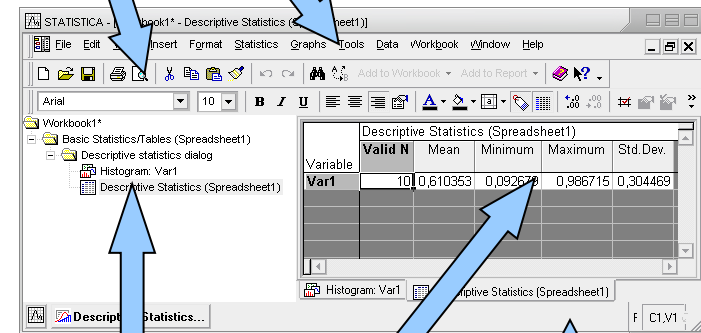 STATISTICA - [Workbook1* - Descriptive Statistics (Spreadsheet1)]
File Edit Insert Format Statistics Graphs Tools Data Workbook Window Help
Add to Workbook Add to Report
Arial 10 B I U
Workbook1*
Basic Statistics/Tables (Spreadsheet1)
Descriptive statistics dialog
Histogram: Var1
Descriptive Statistics (Spreadsheet1)
Descriptive Statistics (Spreadsheet1)
Variable Valid N Mean Minimum Maximum Std.Dev.
Var1 10 0,610353 0,092679 0,986715 0,304469
Histogram: Var1 Descriptive Statistics (Spreadsheet1)
Descriptive Statistics... F C1,V1